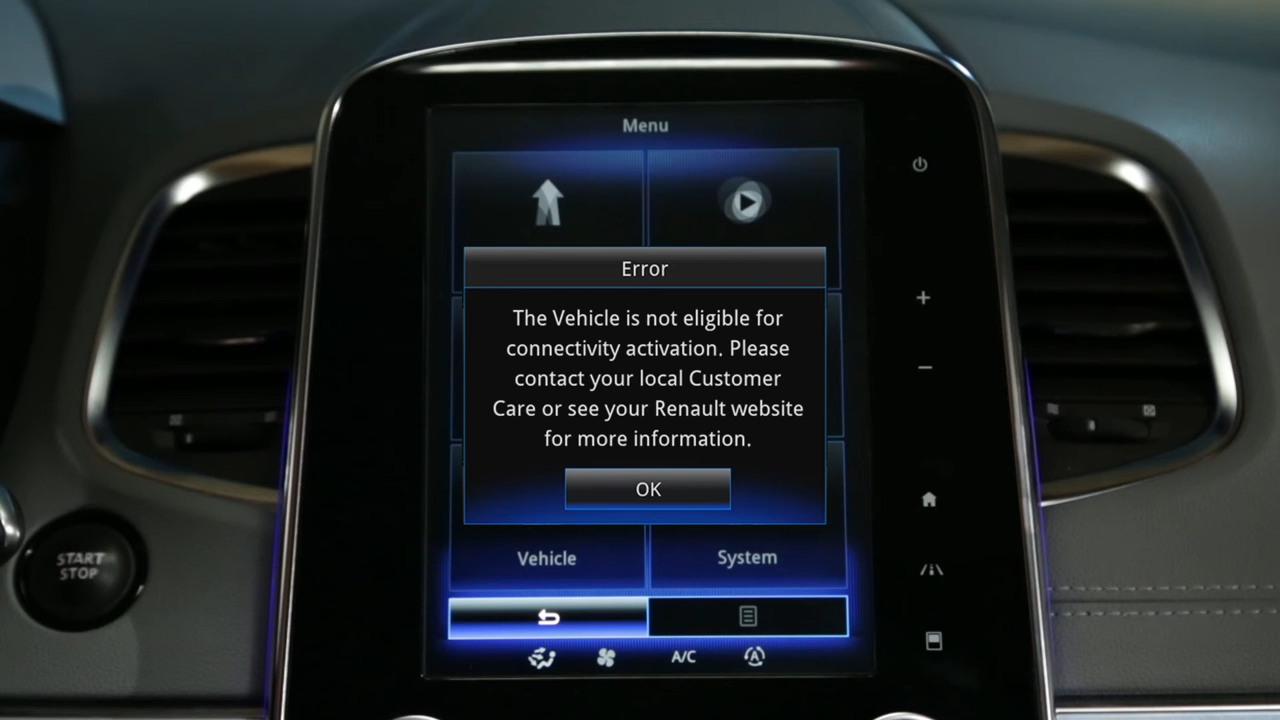 Menu
Error
The Vehicle is not eligible for
connectivity activation. Please
contact your local Customer
Care or see your Renault website
for more information.
OK
Vehicle
System
START
STOP
A/C
A